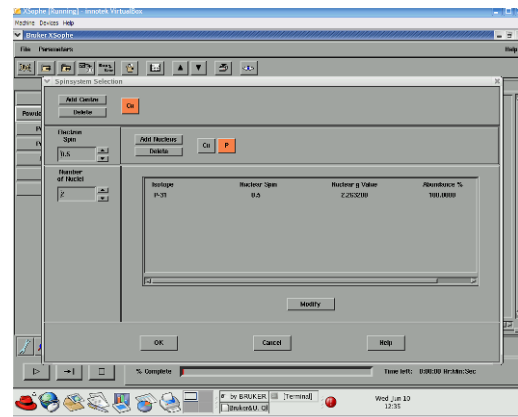 XSophe [Running] - innotek VirtualBox
Machine Devices Help
Bruker XSophe
File Parameters Help
Spinsystem Selection
Add Centre
Delete
Cu
Electron
Spin
0.5
Add Nucleus
Delete
Cu P
Number
of Nuclei
2
Isotope Nuclear Spin Nuclear g Value Abundance %
P-31 0.5 2.263200 100.0000
Modify
OK Cancel Help
% Complete Time left: 0:00:00 Hr:Min:Sec
by BRUKER [Terminal]
Wed Jun 10
12:35